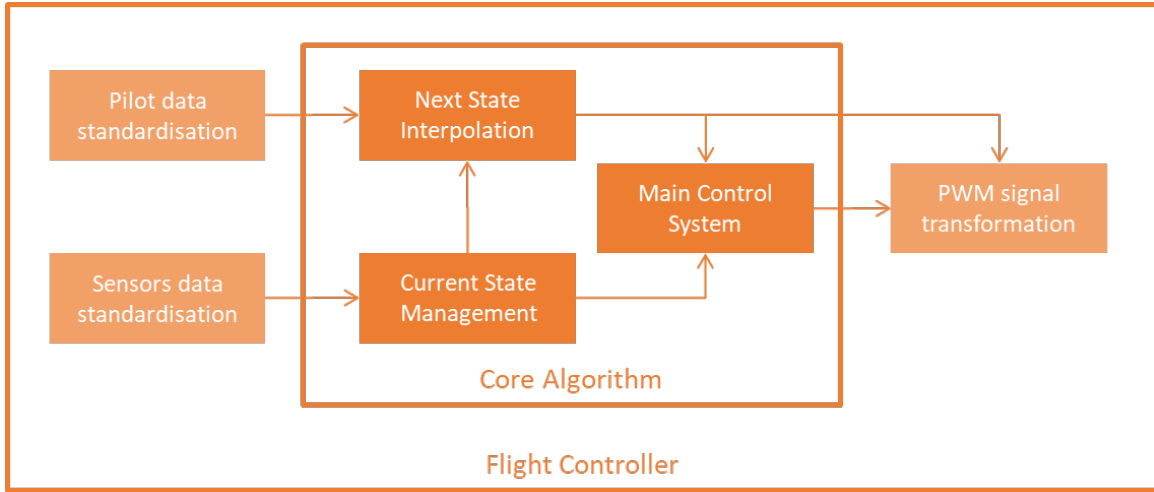 Pilot data
standardisation
Next State
Interpolation
Main Control
System
PWM signal
transformation
Sensors data
standardisation
Current State
Management
Core Algorithm
Flight Controller